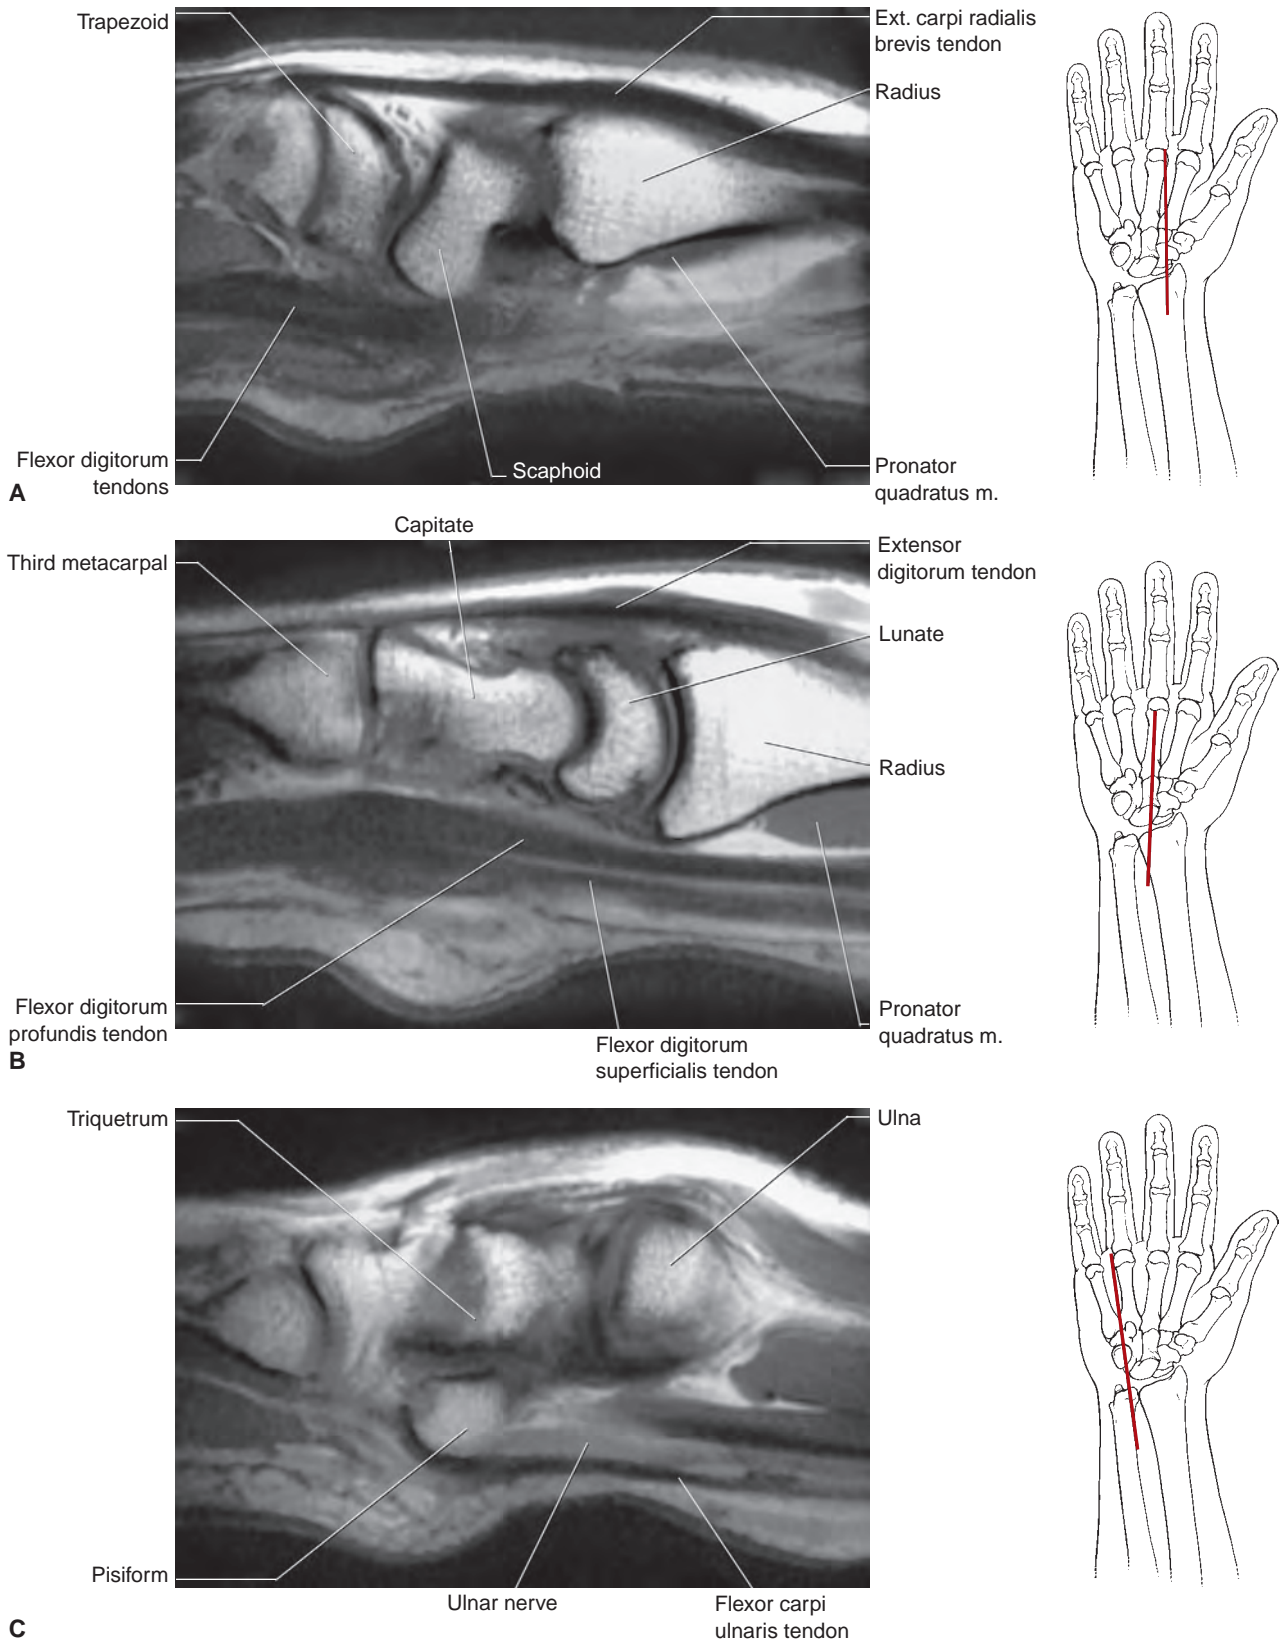 Trapezoid
Ext. carpi radialis
brevis tendon
Radius
Flexor digitorum
tendons
Scaphoid
Pronator
quadratus m.
A
Capitate
Third metacarpal
Extensor
digitorum tendon
Lunate
Radius
Flexor digitorum
profundis tendon
Pronator
quadratus m.
Flexor digitorum
superficialis tendon
B
Triquetrum
Ulna
Pisiform
Ulnar nerve
Flexor carpi
ulnaris tendon
C